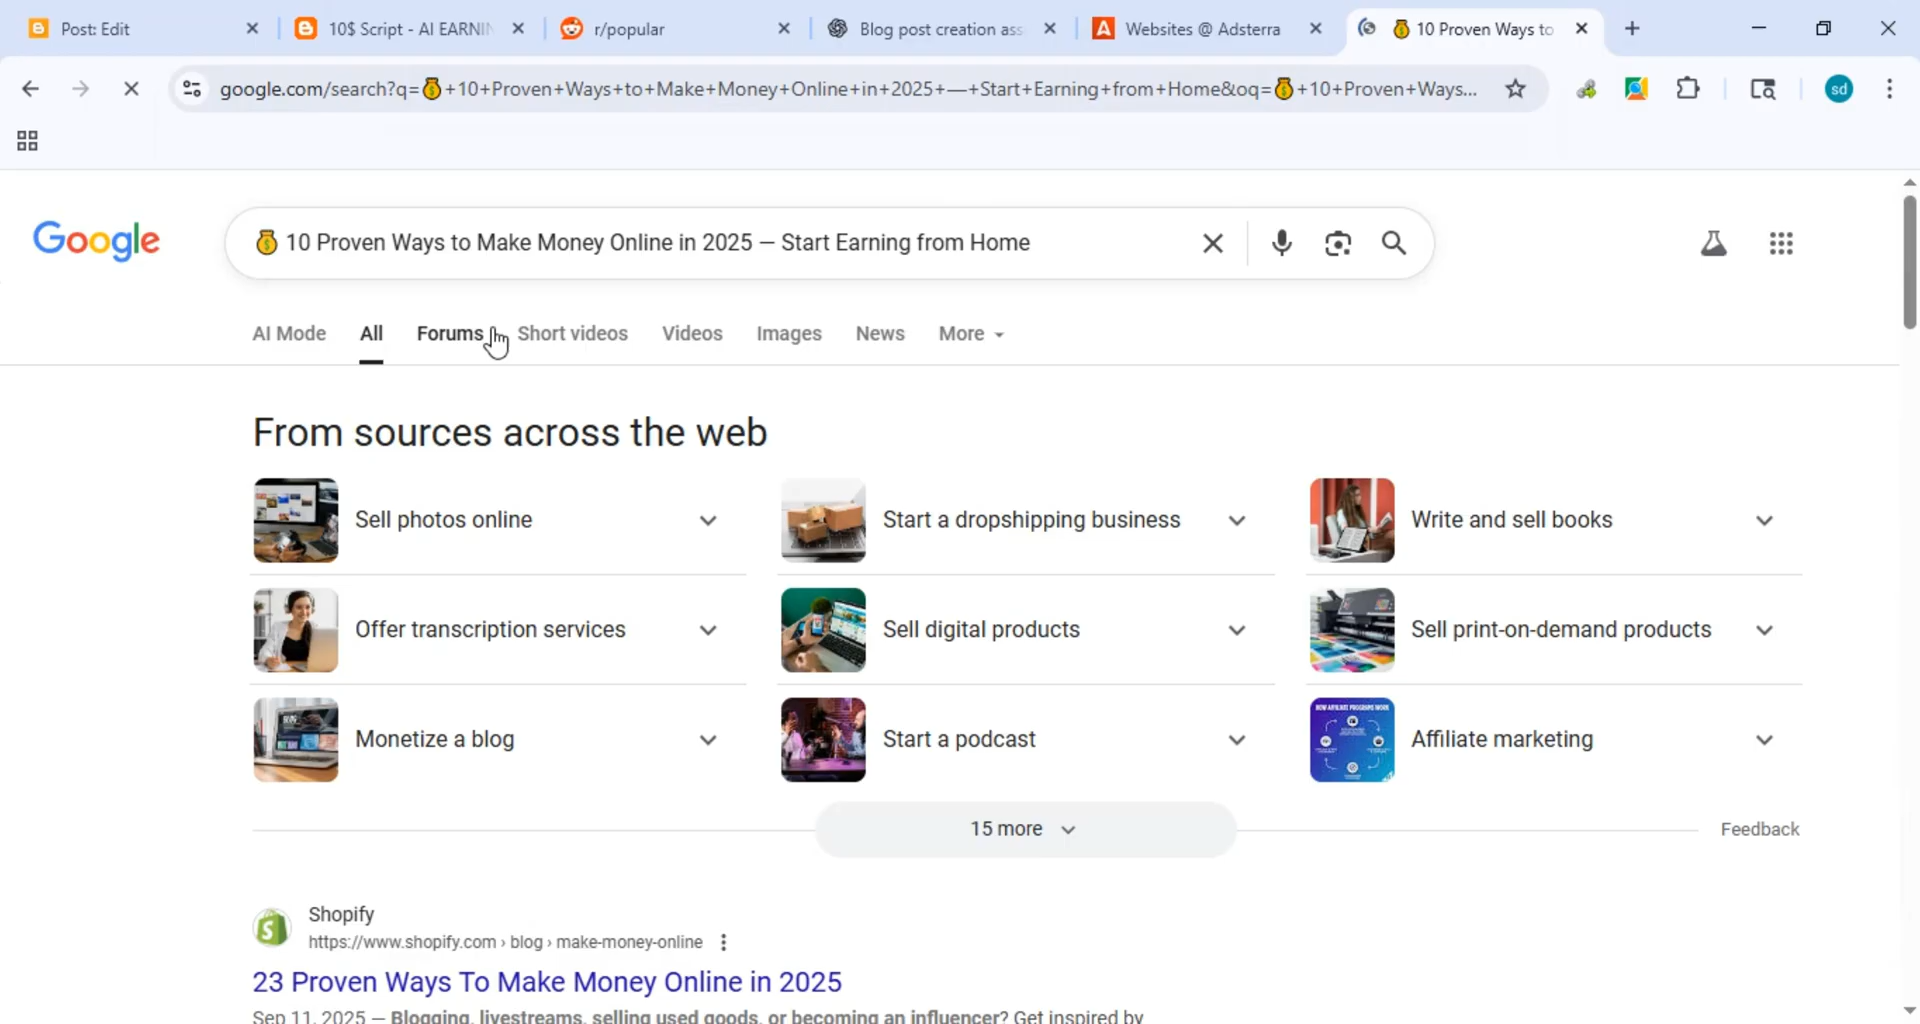 Post: Edit
10$ Script - AI EARNIN
r/popular
Blog post creation ass
Websites @ Adsterra
💰 10 Proven Ways to
google.com/search?q=💰+10+Proven+Ways+to+Make+Money+Online+in+2025+—+Start+Earning+from+Home&oq=💰+10+Proven+Ways...
sd
Google
💰 10 Proven Ways to Make Money Online in 2025 — Start Earning from Home
AI Mode All Forums Short videos Videos Images News More
From sources across the web
Sell photos online
Start a dropshipping business
Write and sell books
Offer transcription services
Sell digital products
Sell print-on-demand products
Monetize a blog
Start a podcast
Affiliate marketing
15 more
Feedback
Shopify
https://www.shopify.com › blog › make-money-online
23 Proven Ways To Make Money Online in 2025
Sep 11, 2025 — Blogging, livestreams, selling used goods, or becoming an influencer? Get inspired by